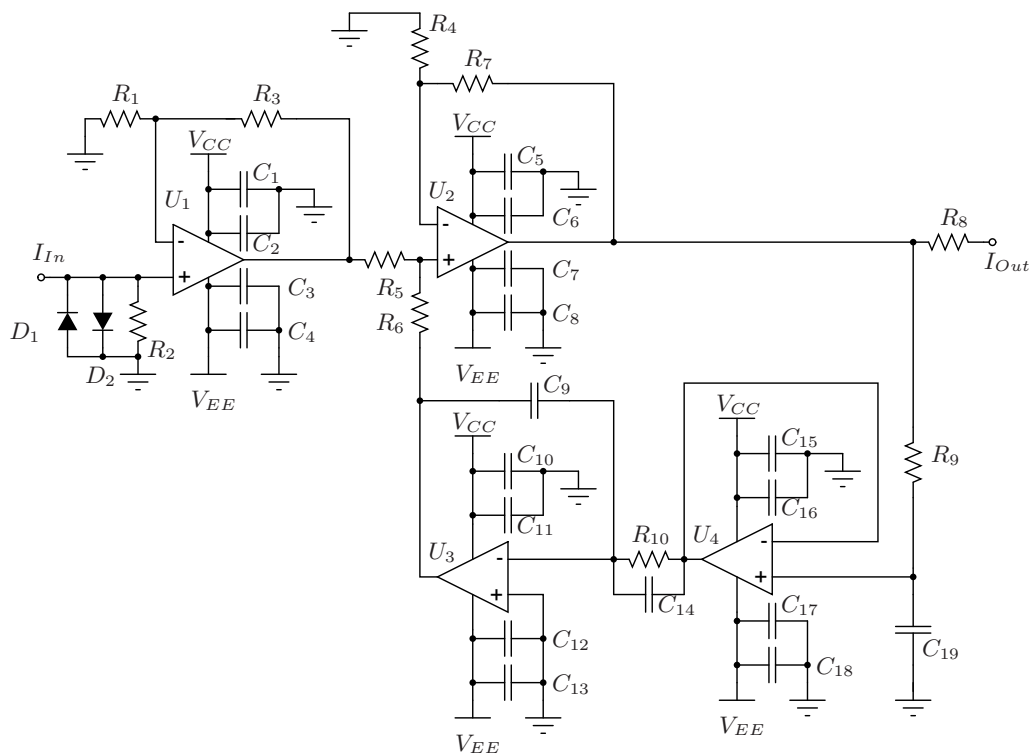 R4
R7
R1
R3
VCC
VCC
C1
C5
U1
U2
C2
C6
R8
IIn
IOut
C3
R5
C7
R6
C4
C8
D1
R2
D2
VEE
VEE
C9
VCC
VCC
C15
C10
R9
C16
C11
R10
U4
U3
- +
C14
C17
C12
C19
C18
C13
VEE
VEE